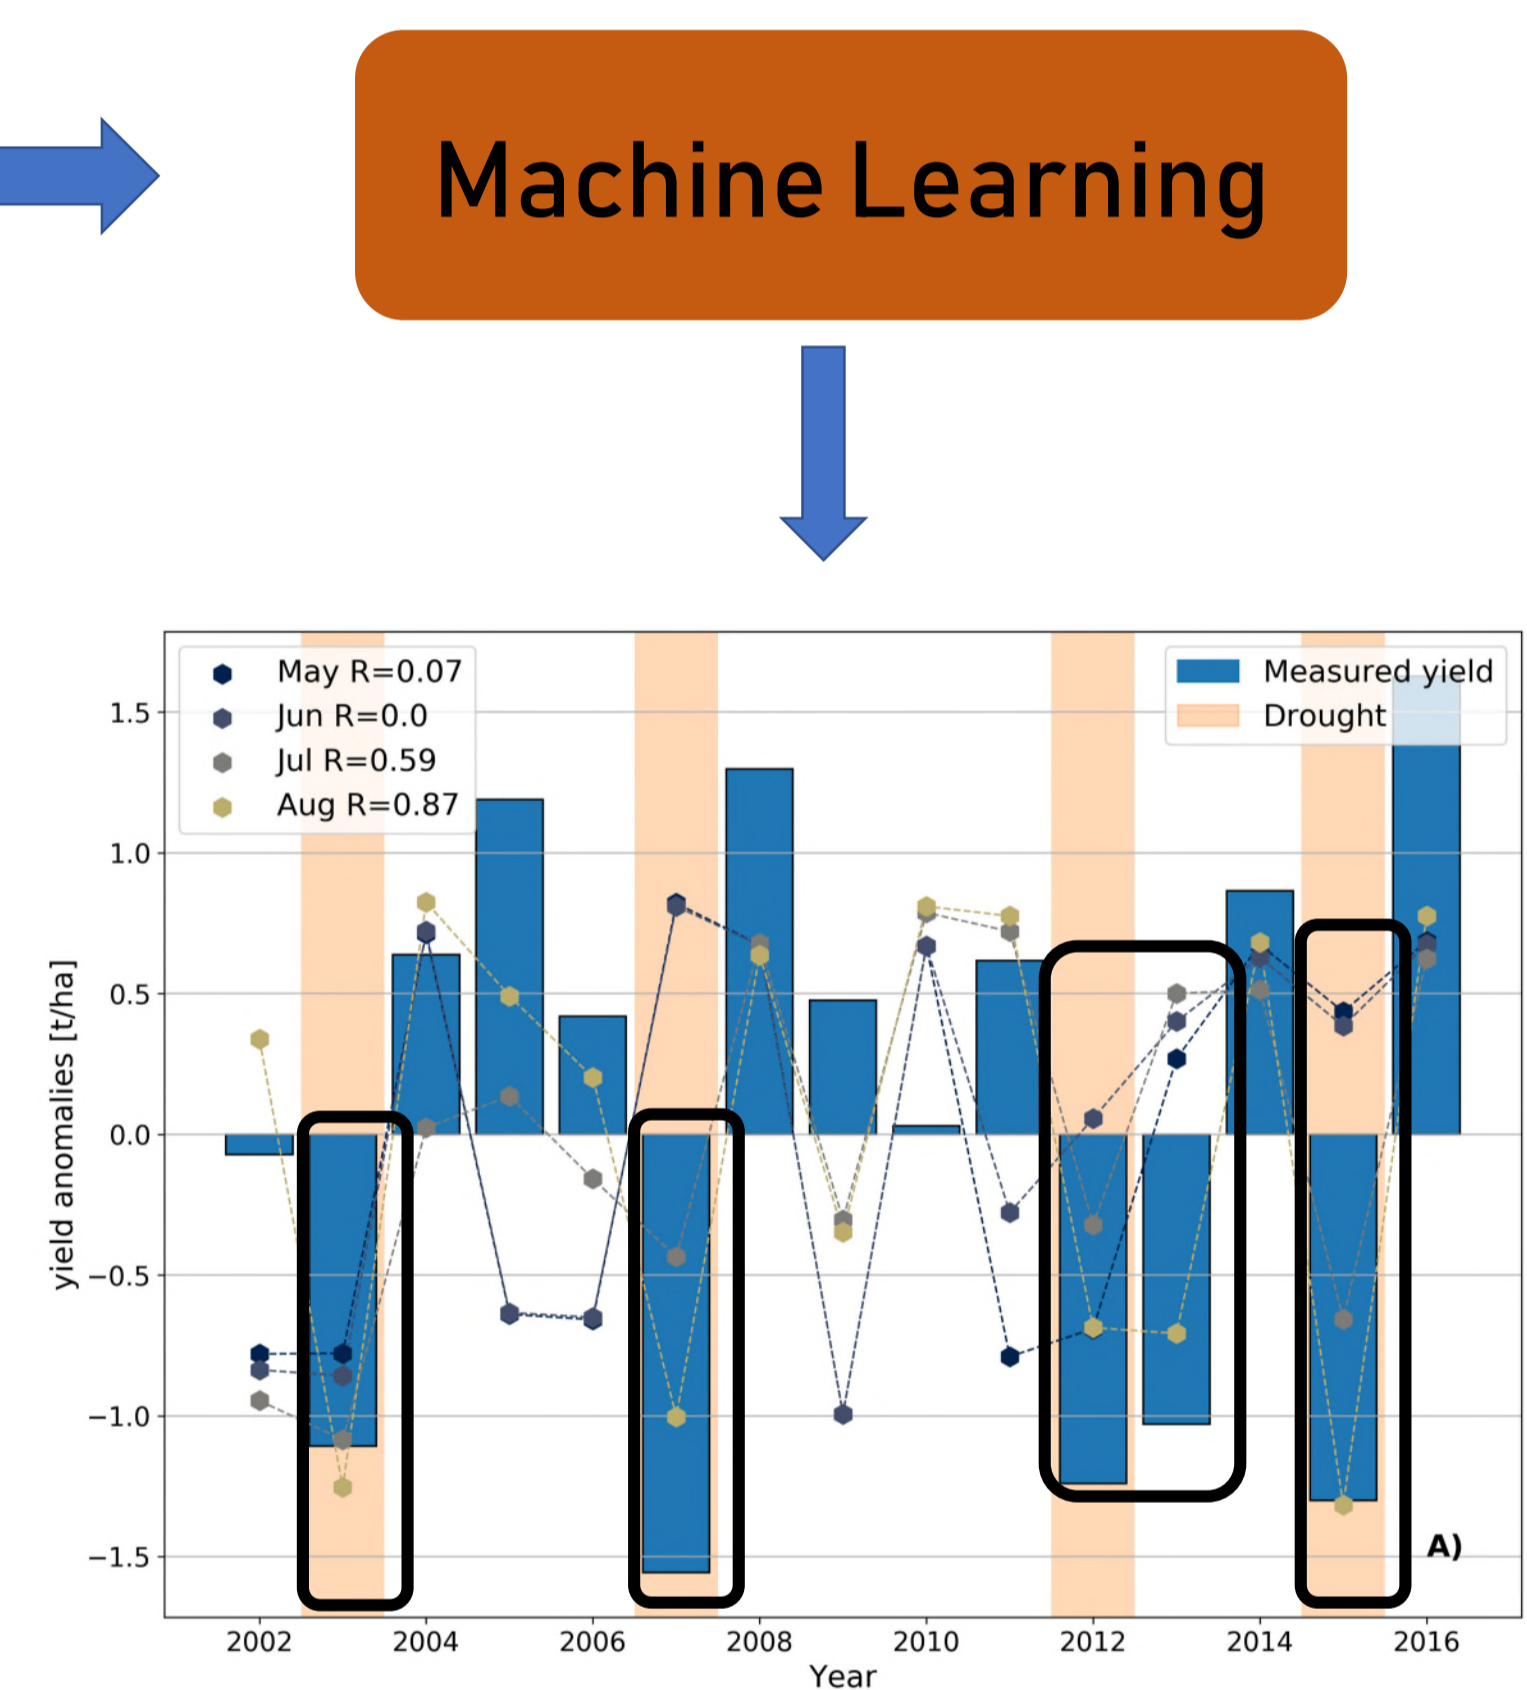 Machine Learning
May R=0.07
Jun R=0.0
Jul R=0.59
Aug R=0.87
Measured yield
Drought
1.5
1.0
0.5
0.0
−0.5
−1.0
−1.5
yield anomalies [t/ha]
A)
2002 2004 2006 2008 2010 2012 2014 2016
Year